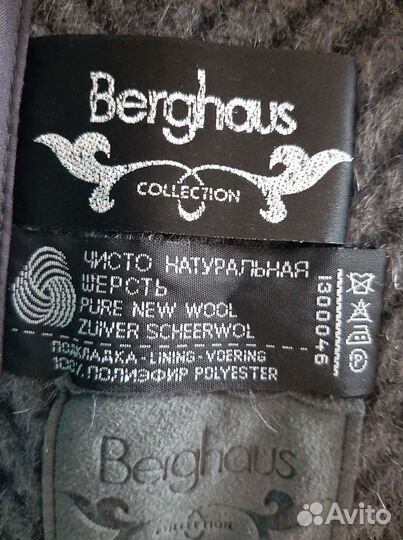 Berghaus
COLLECTION
ЧИСТО НАТУРАЛЬНАЯ
ШЕРСТЬ
PURE NEW WOOL
ZUIVER SCHEERWOL
ПОДКЛАДКА-LINING-VOERING
100% ПОЛИЭФИР POLYESTER
1300046
Berghaus
COLLECTION
Avito